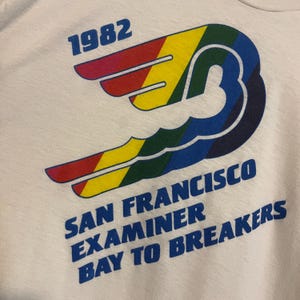 1982
SAN FRANCISCO
EXAMINER
BAY TO BREAKERS